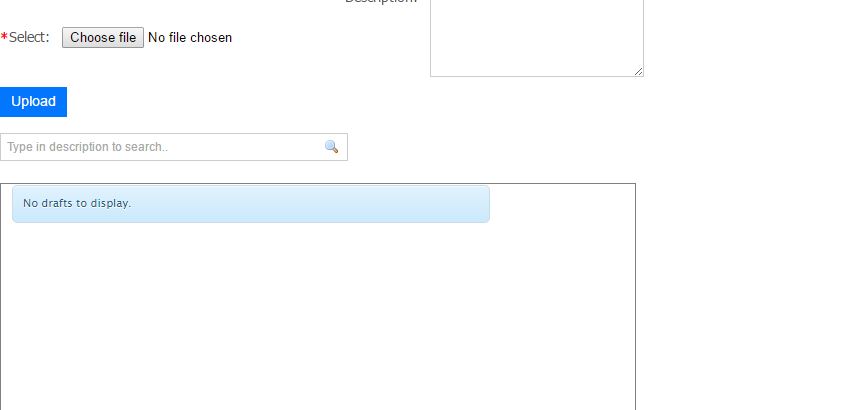 Description:
*Select: Choose file No file chosen
Upload
Type in description to search..
No drafts to display.